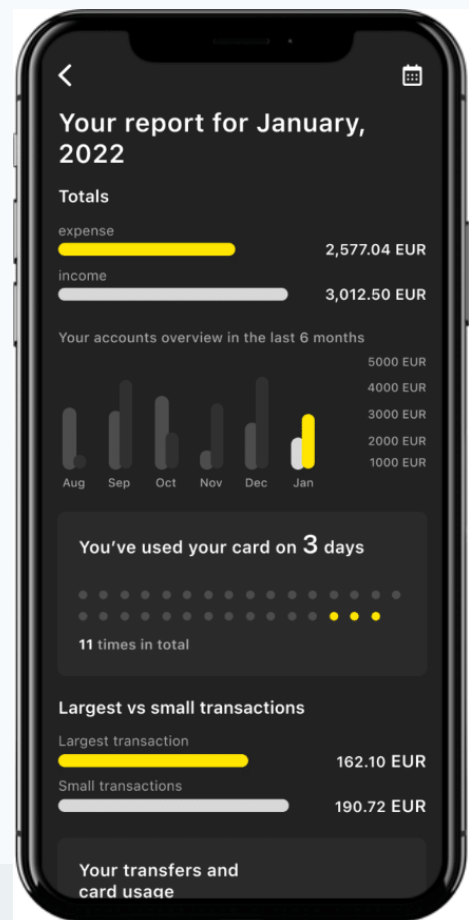 Your report for January,
2022
Totals
expense
2,577.04 EUR
income
3,012.50 EUR
Your accounts overview in the last 6 months
5000 EUR
4000 EUR
3000 EUR
2000 EUR
1000 EUR
Aug Sep Oct Nov Dec Jan
You've used your card on 3 days
11 times in total
Largest vs small transactions
Largest transaction
162.10 EUR
Small transactions
190.72 EUR
Your transfers and
card usage